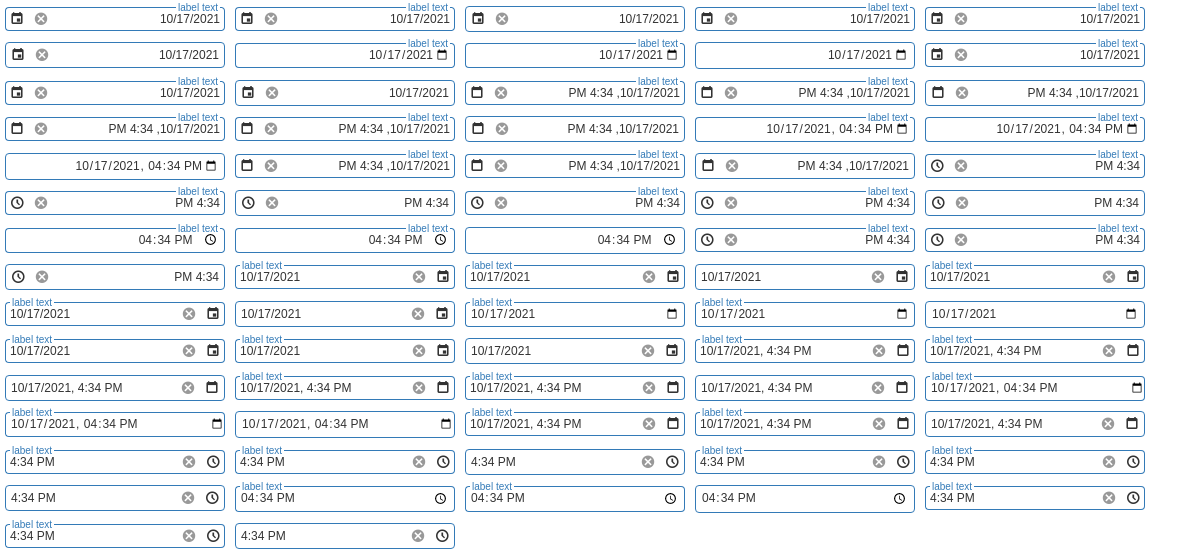 label text
10/17/2021
label text
10/17/2021
10/17/2021
label text
10/17/2021
label text
10/17/2021
10/17/2021
label text
10/17/2021
label text
10/17/2021
10/17/2021
label text
10/17/2021
label text
10/17/2021
10/17/2021
label text
PM 4:34 ,10/17/2021
label text
PM 4:34 ,10/17/2021
PM 4:34 ,10/17/2021
label text
PM 4:34 ,10/17/2021
label text
PM 4:34 ,10/17/2021
PM 4:34 ,10/17/2021
label text
10/17/2021, 04:34 PM
label text
10/17/2021, 04:34 PM
10/17/2021, 04:34 PM
label text
PM 4:34 ,10/17/2021
label text
PM 4:34 ,10/17/2021
PM 4:34 ,10/17/2021
label text
PM 4:34
label text
PM 4:34
PM 4:34
label text
PM 4:34
label text
PM 4:34
PM 4:34
label text
04:34 PM
label text
04:34 PM
04:34 PM
label text
PM 4:34
label text
PM 4:34
PM 4:34
label text
10/17/2021
label text
10/17/2021
10/17/2021
label text
10/17/2021
label text
10/17/2021
10/17/2021
label text
10/17/2021
label text
10/17/2021
10/17/2021
label text
10/17/2021
label text
10/17/2021
10/17/2021
label text
10/17/2021, 4:34 PM
label text
10/17/2021, 4:34 PM
10/17/2021, 4:34 PM
label text
10/17/2021, 4:34 PM
label text
10/17/2021, 4:34 PM
10/17/2021, 4:34 PM
label text
10/17/2021, 04:34 PM
label text
10/17/2021, 04:34 PM
10/17/2021, 04:34 PM
label text
10/17/2021, 4:34 PM
label text
10/17/2021, 4:34 PM
10/17/2021, 4:34 PM
label text
4:34 PM
label text
4:34 PM
4:34 PM
label text
4:34 PM
label text
4:34 PM
4:34 PM
label text
04:34 PM
label text
04:34 PM
04:34 PM
label text
4:34 PM
label text
4:34 PM
4:34 PM